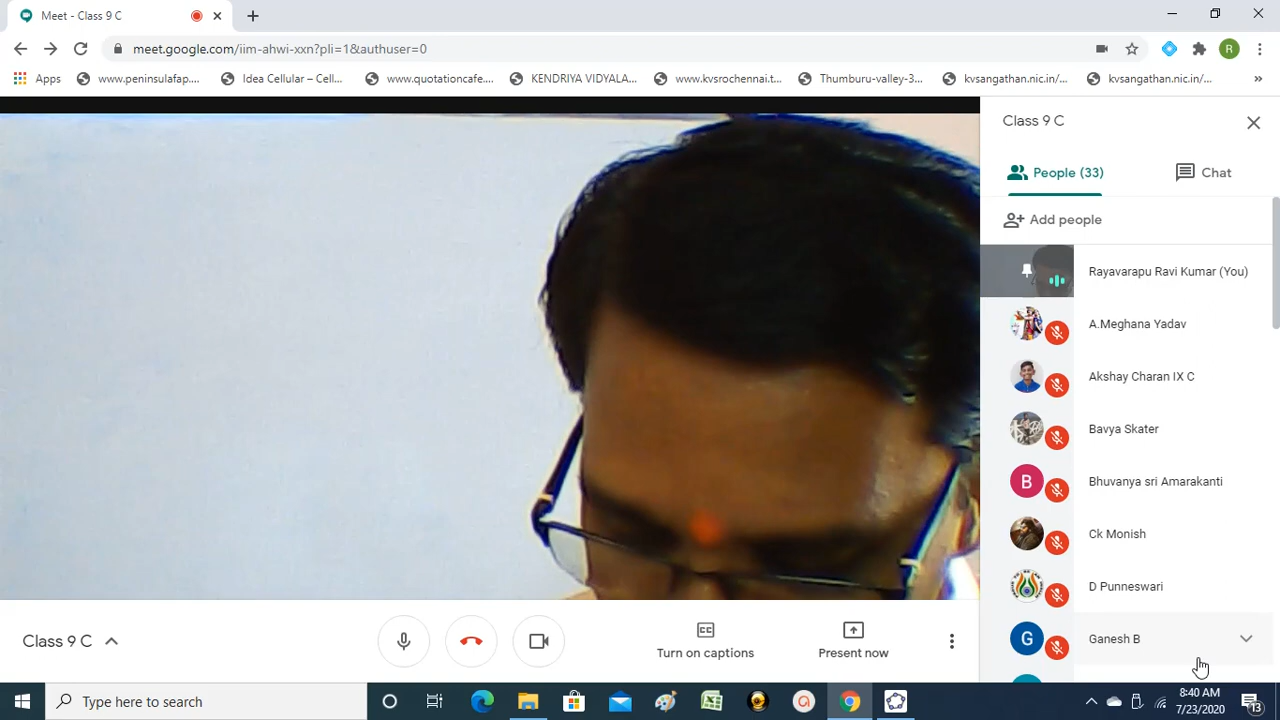 Meet - Class 9 C
meet.google.com/iim-ahwi-xxn?pli=1&authuser=0
R
Apps
www.peninsulafap....
Idea Cellular – Cell...
www.quotationcafe....
KENDRIYA VIDYALA...
www.kvsrochennai.t...
Thumburu-valley-3...
kvsangathan.nic.in/...
kvsangathan.nic.in/...
»
Class 9 C
People (33)
Chat
Add people
Rayavarapu Ravi Kumar (You)
A.Meghana Yadav
Akshay Charan IX C
Bavya Skater
B
Bhuvanya sri Amarakanti
Ck Monish
D Punneswari
G
Ganesh B
Class 9 C
Turn on captions
Present now
Type here to search
8:40 AM
7/23/2020
13